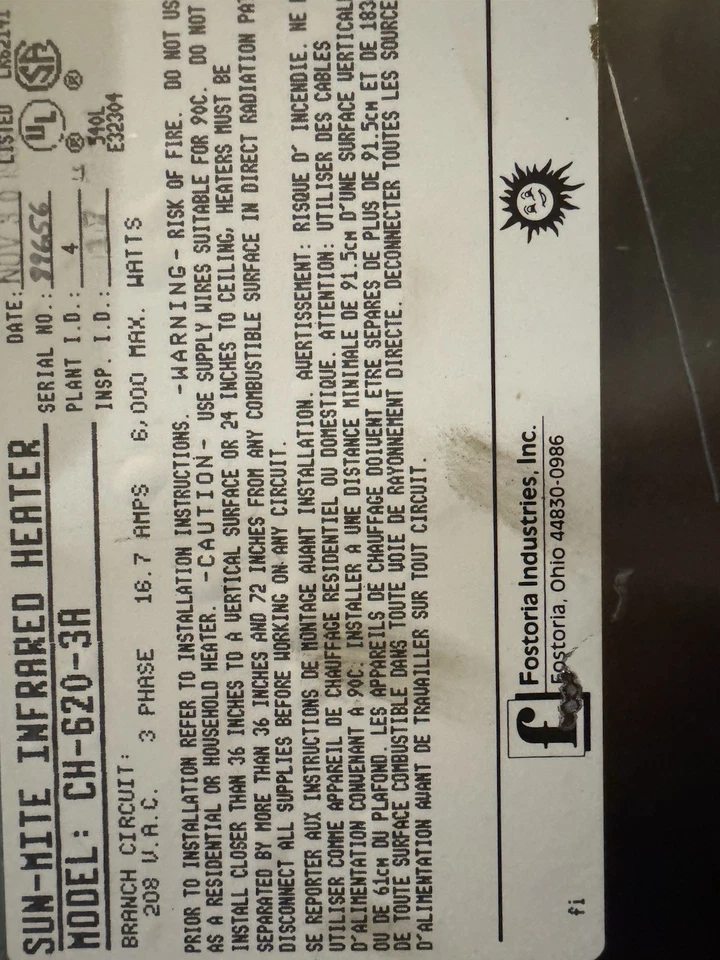 SUN-MITE INFRARED HEATER
MODEL: CH-620-3A
DATE: NOV 30
SERIAL NO.:
PLANT I.D.: 4
INSP. I.D.: 17
LISTED
UL
®
SA
®
E32304
BRANCH CIRCUIT:
208 V.A.C. 3 PHASE 16.7 AMPS 6,000 MAX. WATTS
PRIOR TO INSTALLATION REFER TO INSTALLATION INSTRUCTIONS. -WARNING- RISK OF FIRE. DO NOT US
AS A RESIDENTIAL OR HOUSEHOLD HEATER. -CAUTION- USE SUPPLY WIRES SUITABLE FOR 90C. DO NOT
INSTALL CLOSER THAN 36 INCHES TO A VERTICAL SURFACE OR 24 INCHES TO CEILING, HEATERS MUST BE
SEPARATED BY MORE THAN 36 INCHES AND 72 INCHES FROM ANY COMBUSTIBLE SURFACE IN DIRECT RADIATION PA
DISCONNECT ALL SUPPLIES BEFORE WORKING ON ANY CIRCUIT.
SE REPORTER AUX INSTRUCTIONS DE MONTAGE AVANT INSTALLATION. AVERTISSEMENT: RISQUE D' INCENDIE. NE
UTILISER COMME APPAREIL DE CHAUFFAGE RESIDENTIEL OU DOMESTIQUE. ATTENTION: UTILISER DES CABLES
D'ALIMENTATION CONVENANT A 90C: INSTALLER A UNE DISTANCE MINIMALE DE 91.5CM D'UNE SURFACE VERTICAL
OU DE 61CM DU PLAFOND. LES APPAREILS DE CHAUFFAGE DOIVENT ETRE SEPARES DE PLUS DE 91.5CM ET DE 183
DE TOUTE SURFACE COMBUSTIBLE DANS TOUTE VOIE DE RAYONNEMENT DIRECTE. DECONNECTER TOUTES LES SOURCE
D'ALIMENTATION AVANT DE TRAVAILLER SUR TOUT CIRCUIT.
f Fostoria Industries, Inc.
Fostoria, Ohio 44830-0986
fi